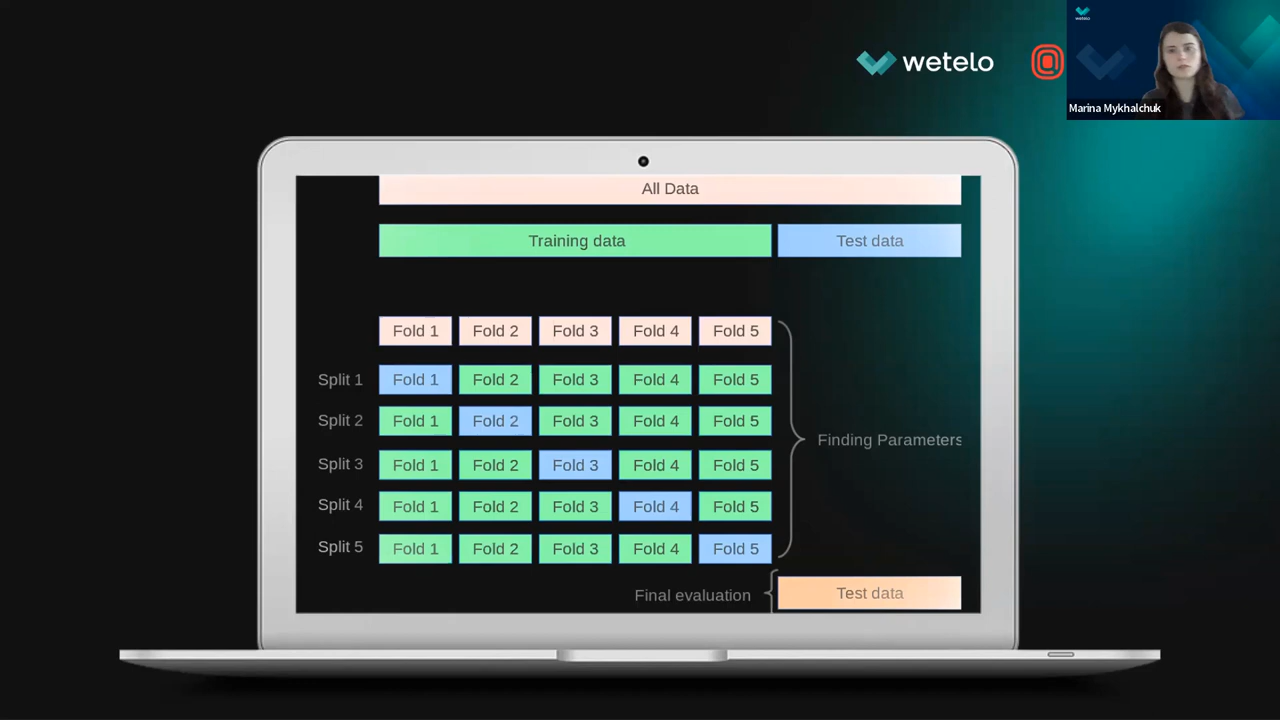 wetelo
wetelo
Marina Mykhalchuk
All Data
Training data
Test data
Fold 1 Fold 2 Fold 3 Fold 4 Fold 5
Split 1 Fold 1 Fold 2 Fold 3 Fold 4 Fold 5
Split 2 Fold 1 Fold 2 Fold 3 Fold 4 Fold 5
Finding Parameters
Split 3 Fold 1 Fold 2 Fold 3 Fold 4 Fold 5
Split 4 Fold 1 Fold 2 Fold 3 Fold 4 Fold 5
Split 5 Fold 1 Fold 2 Fold 3 Fold 4 Fold 5
Final evaluation
Test data